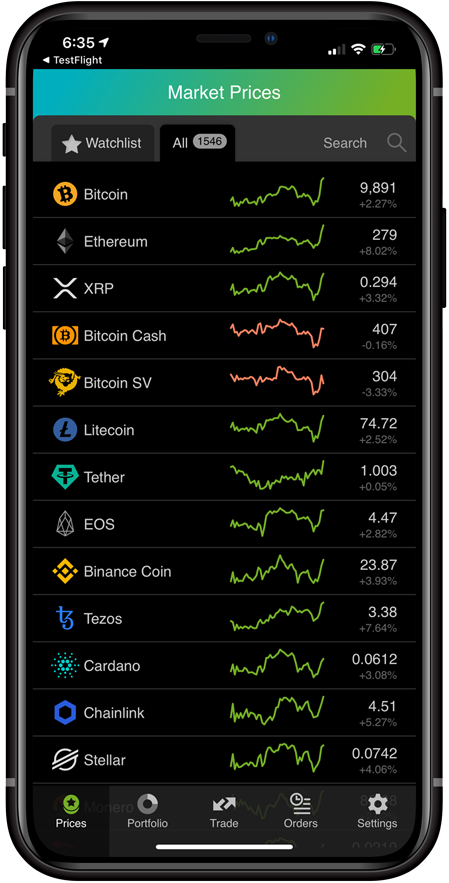 6:35
◀ TestFlight
Market Prices
Watchlist
All 1546
Search
Bitcoin 9,891
+2.27%
Ethereum 279
+8.02%
XRP 0.294
+3.32%
Bitcoin Cash 407
-0.16%
Bitcoin SV 304
-3.33%
Litecoin 74.72
+2.52%
Tether 1.003
+0.05%
EOS 4.47
+2.82%
Binance Coin 23.87
+3.93%
Tezos 3.38
+7.64%
Cardano 0.0612
+3.08%
Chainlink 4.51
+5.27%
Stellar 0.0742
+4.06%
Monero
Prices Portfolio Trade Orders Settings